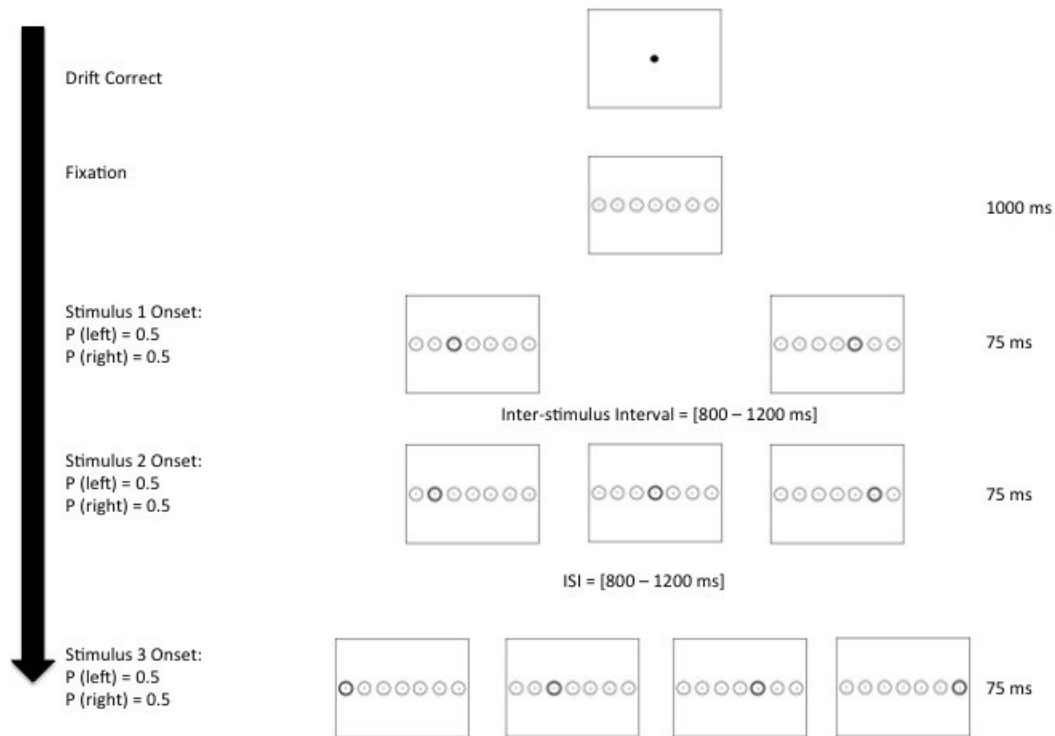 Drift Correct
Fixation
1000 ms
Stimulus 1 Onset:
P (left) = 0.5
P (right) = 0.5
75 ms
Inter-stimulus Interval = [800 – 1200 ms]
Stimulus 2 Onset:
P (left) = 0.5
P (right) = 0.5
75 ms
ISI = [800 – 1200 ms]
Stimulus 3 Onset:
P (left) = 0.5
P (right) = 0.5
75 ms